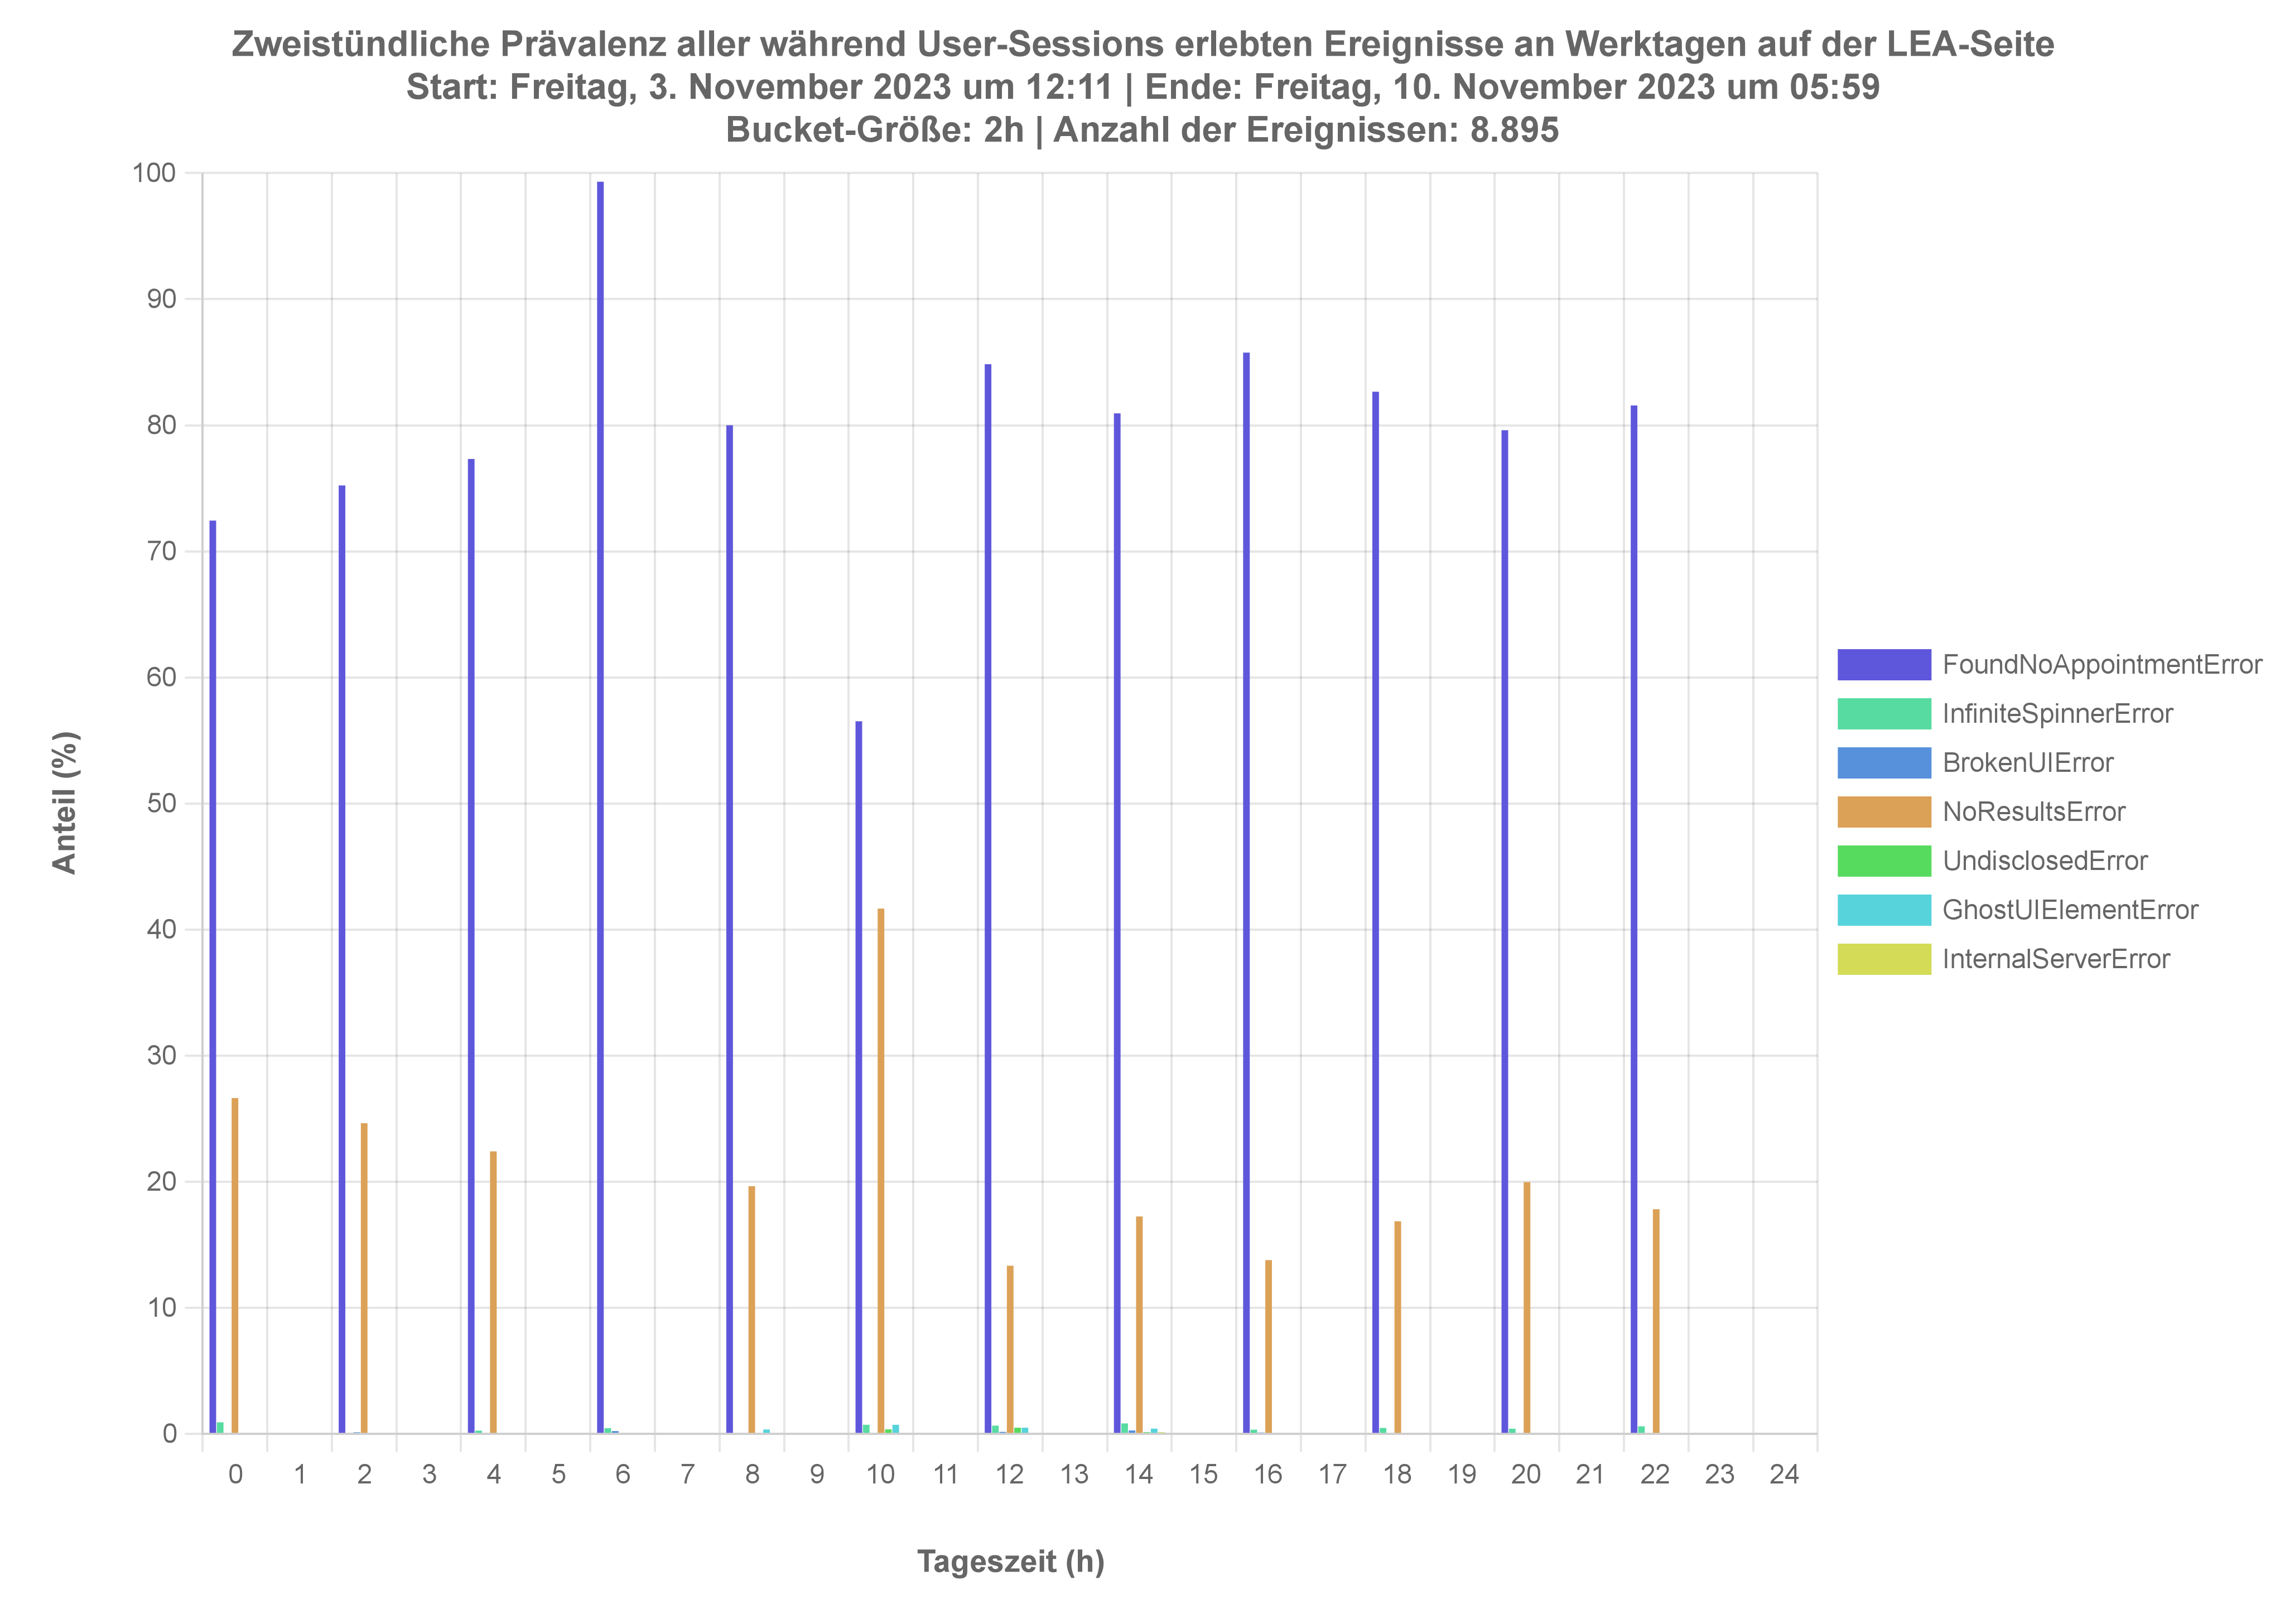 Zweistündliche Prävalenz aller während User-Sessions erlebten Ereignisse an Werktagen auf der LEA-Seite
Start: Freitag, 3. November 2023 um 12:11 | Ende: Freitag, 10. November 2023 um 05:59
Bucket-Größe: 2h | Anzahl der Ereignissen: 8.895
100
90
80
70
60
50
40
30
20
10
0
Anteil (%)
0 1 2 3 4 5 6 7 8 9 10 11 12 13 14 15 16 17 18 19 20 21 22 23 24
Tageszeit (h)
FoundNoAppointmentError
InfiniteSpinnerError
BrokenUIError
NoResultsError
UndisclosedError
GhostUIElementError
InternalServerError